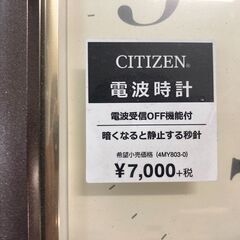 CITIZEN®
電波時計
電波受信OFF機能付
暗くなると静止する秒針
希望小売価格 (4MY803-0)
¥7,000+税